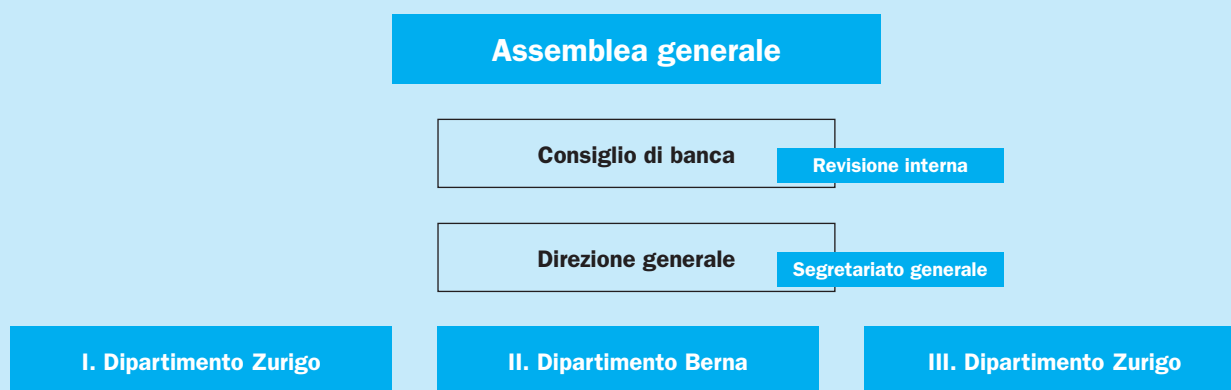 Assemblea generale
Consiglio di banca
Revisione interna
Direzione generale
Segretariato generale
I. Dipartimento Zurigo
II. Dipartimento Berna
III. Dipartimento Zurigo